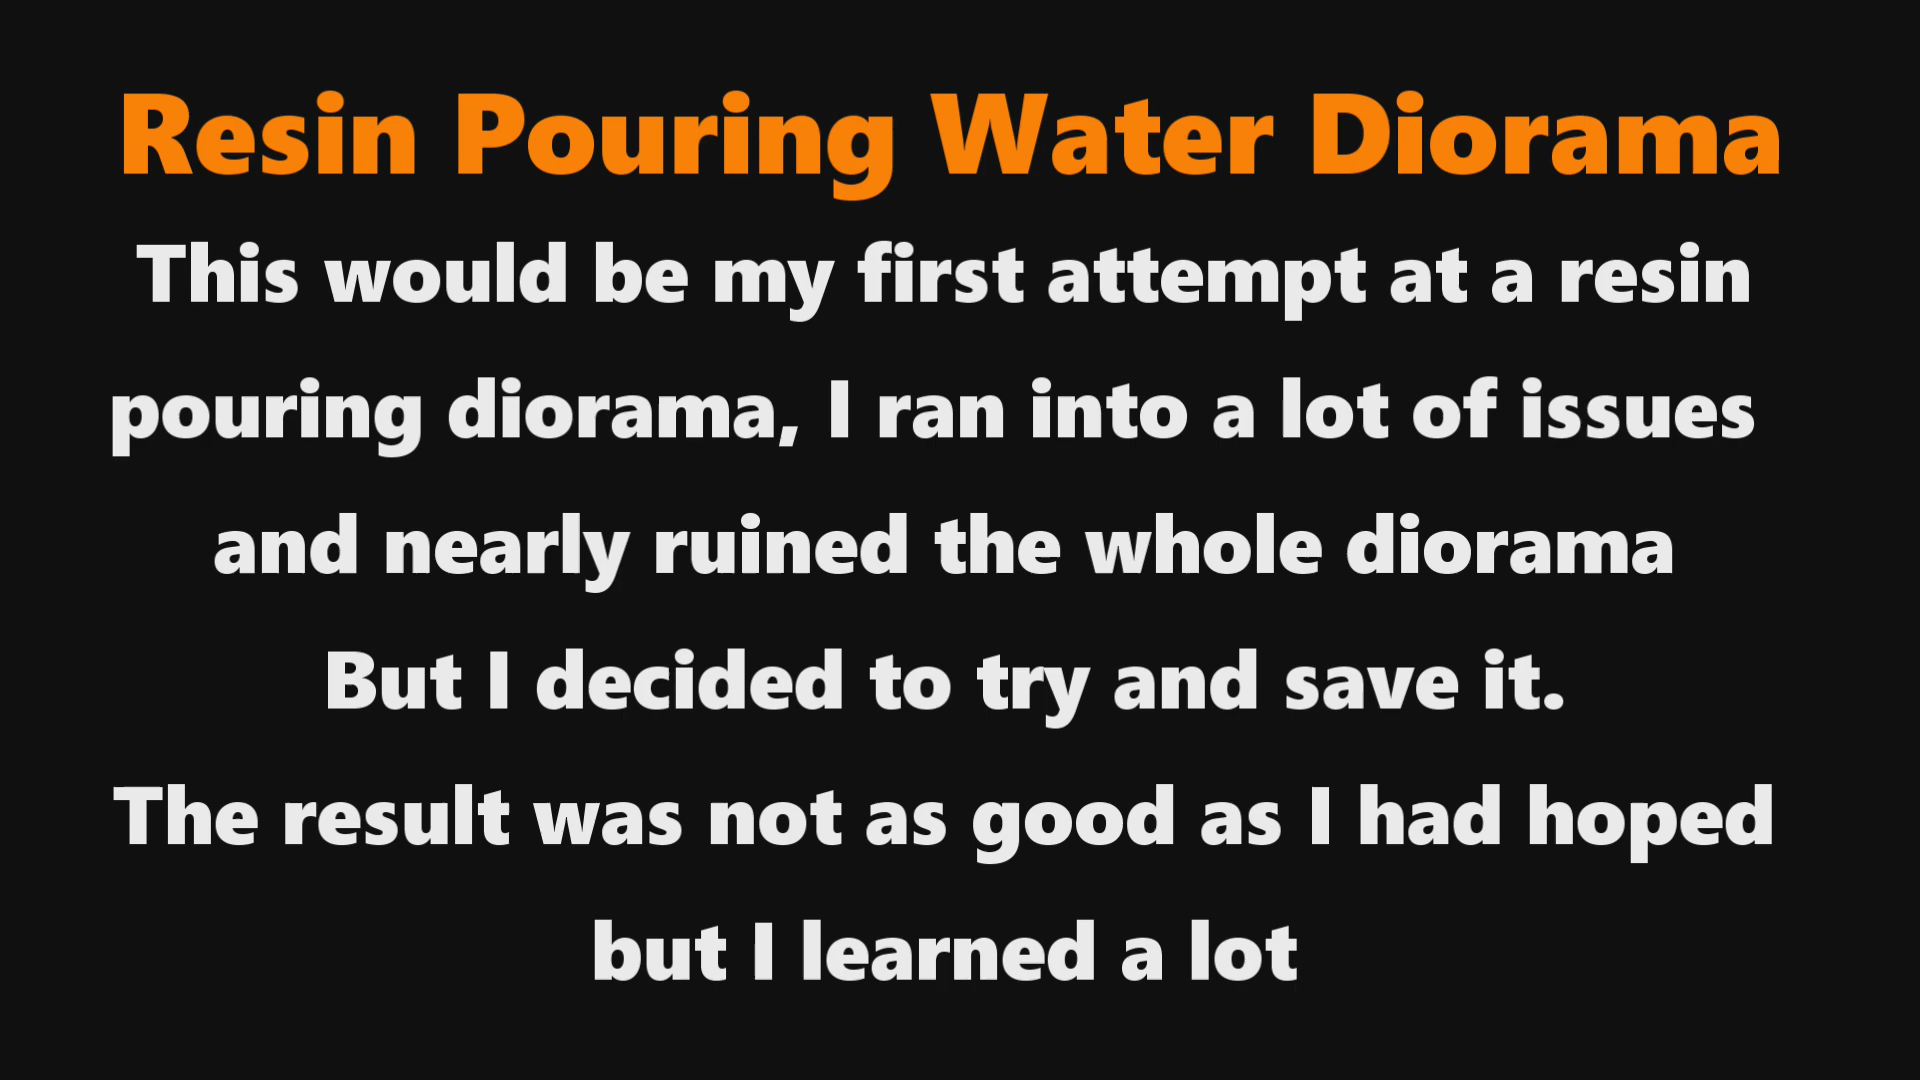 Resin Pouring Water Diorama
This would be my first attempt at a resin
pouring diorama, I ran into a lot of issues
and nearly ruined the whole diorama
But I decided to try and save it.
The result was not as good as I had hoped
but I learned a lot